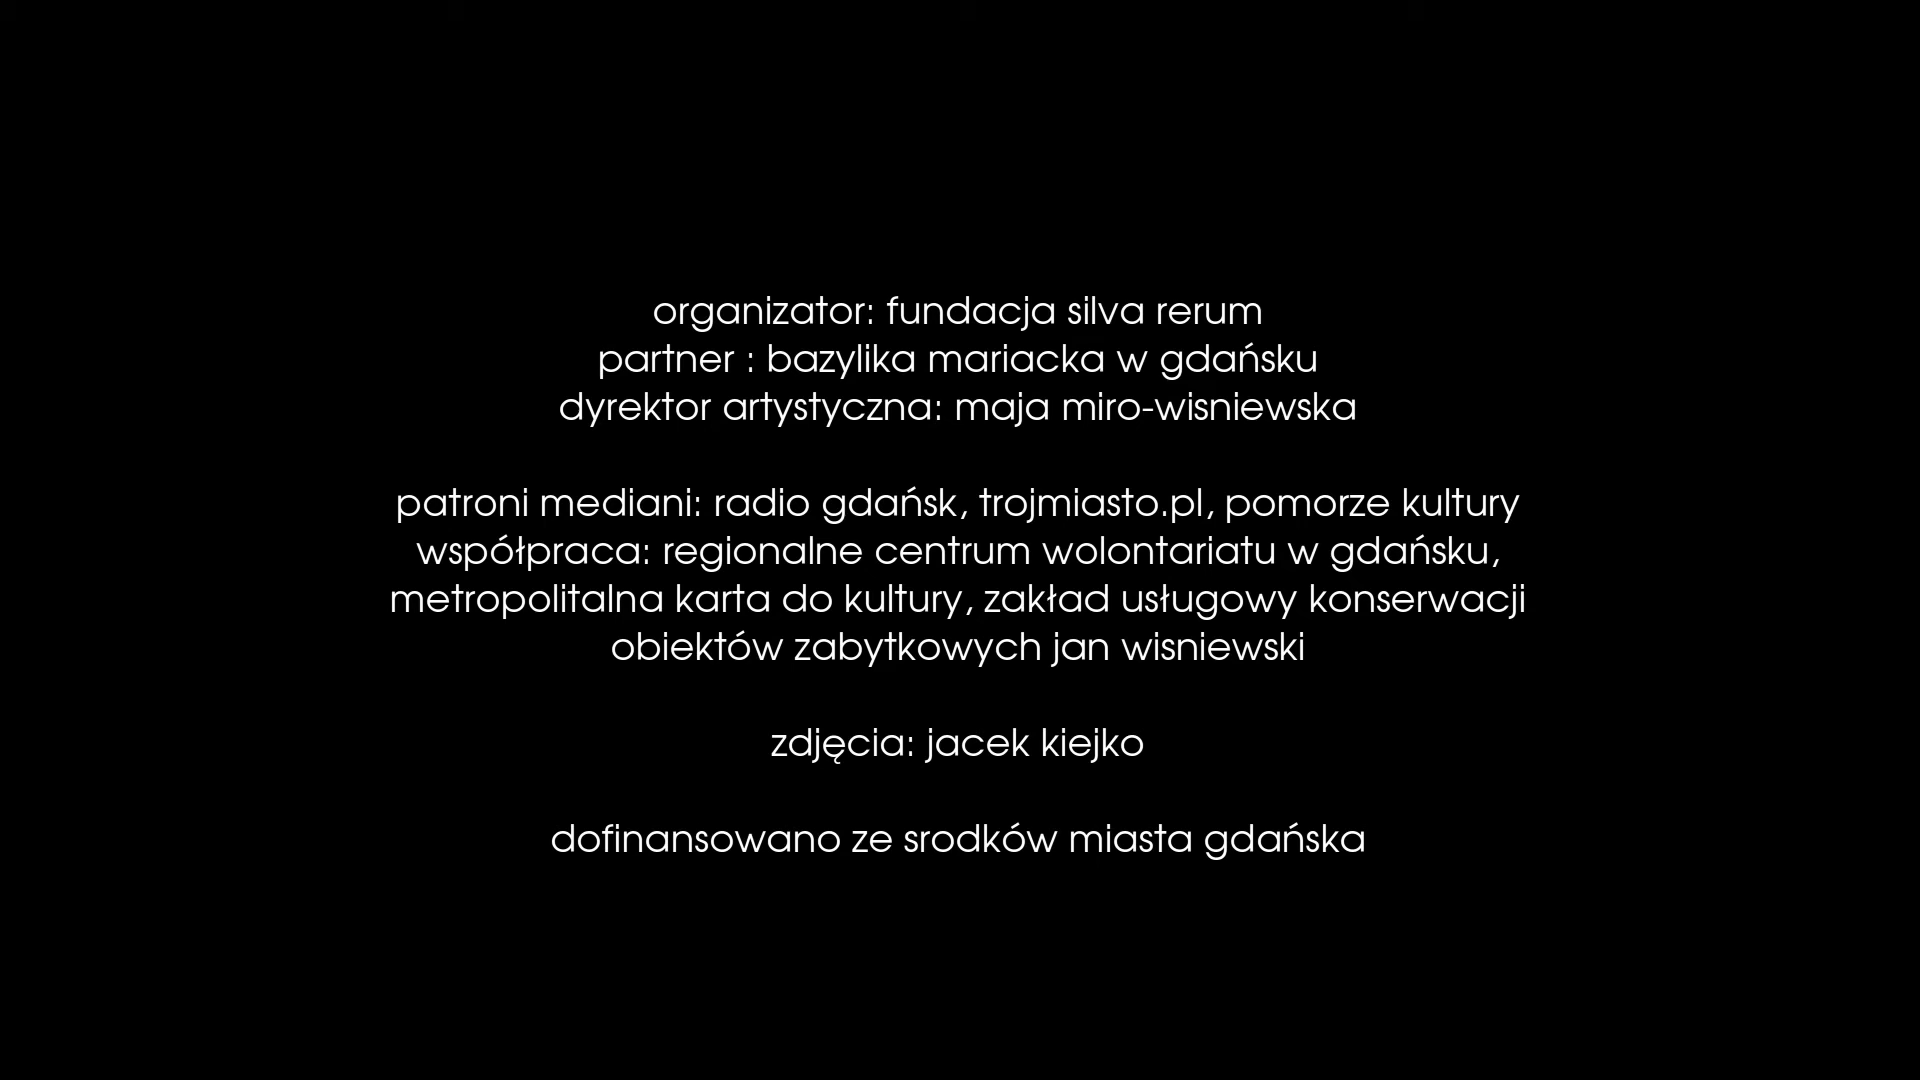 organizator: fundacja silva rerum
partner : bazylika mariacka w gdańsku
dyrektor artystyczna: maja miro-wisniewska
patroni mediani: radio gdańsk, trojmiasto.pl, pomorze kultury
współpraca: regionalne centrum wolontariatu w gdańsku,
metropolitalna karta do kultury, zakład usługowy konserwacji
obiektów zabytkowych jan wisniewski
zdjęcia: jacek kiejko
dofinansowano ze srodków miasta gdańska